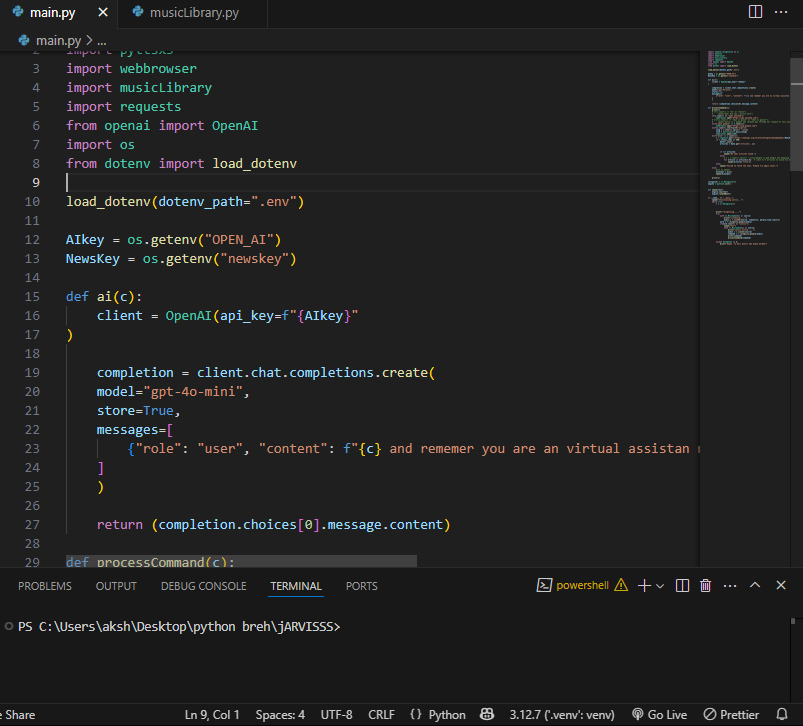 main.py
musicLibrary.py
main.py > ...
2 import pyttsx3
3 import webbrowser
4 import musicLibrary
5 import requests
6 from openai import OpenAI
7 import os
8 from dotenv import load_dotenv
9
10 load_dotenv(dotenv_path=".env")
11
12 AIkey = os.getenv("OPEN_AI")
13 NewsKey = os.getenv("newskey")
14
15 def ai(c):
16     client = OpenAI(api_key=f"{AIkey}"
17 )
18
19     completion = client.chat.completions.create(
20     model="gpt-4o-mini",
21     store=True,
22     messages=[
23         {"role": "user", "content": f"{c} and rememer you are an virtual assistan
24     ]
25     )
26
27     return (completion.choices[0].message.content)
28
29 def processCommand(c):
PROBLEMS OUTPUT DEBUG CONSOLE TERMINAL PORTS powershell
PS C:\Users\aksh\Desktop\python breh\jARVISSS>
Share Ln 9, Col 1 Spaces: 4 UTF-8 CRLF {} Python 3.12.7 ('.venv': venv) Go Live Prettier